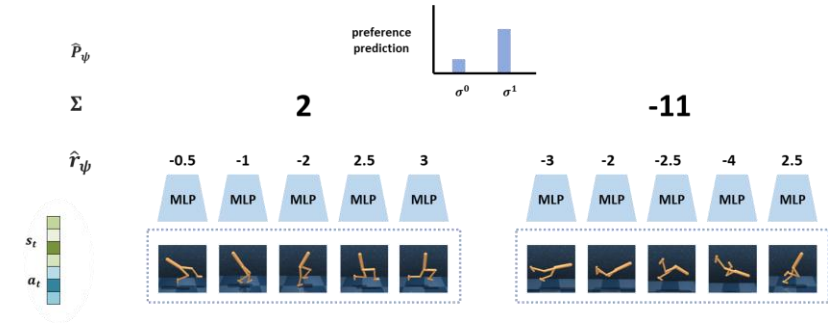 preference
prediction
P̂ψ
σ⁰ σ¹
Σ 2 -11
r̂ψ -0.5 -1 -2 2.5 3 -3 -2 -2.5 -4 2.5
MLP MLP MLP MLP MLP MLP MLP MLP MLP MLP
sₜ
aₜ